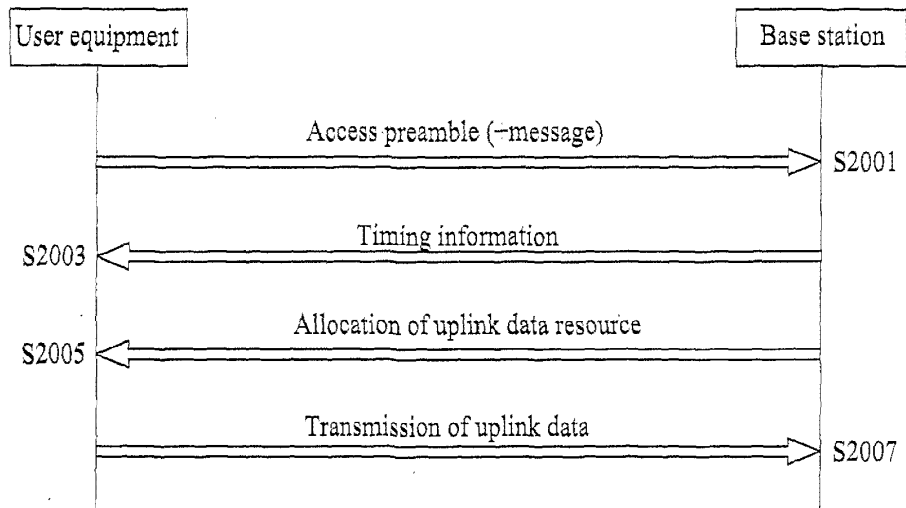 User equipment
Base station
Access preamble (−message)
S2001
Timing information
S2003
Allocation of uplink data resource
S2005
Transmission of uplink data
S2007